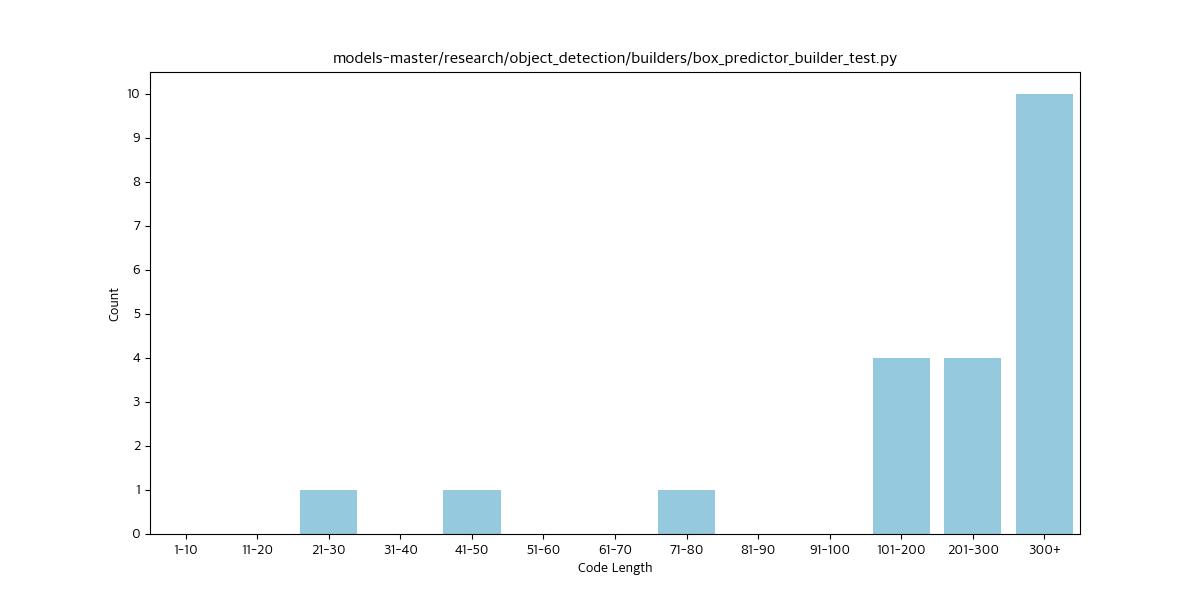 models-master/research/object_detection/builders/box_predictor_builder_test.py
10
9
8
7
6
5
4
3
2
1
0
Count
1-10 11-20 21-30 31-40 41-50 51-60 61-70 71-80 81-90 91-100 101-200 201-300 300+
Code Length